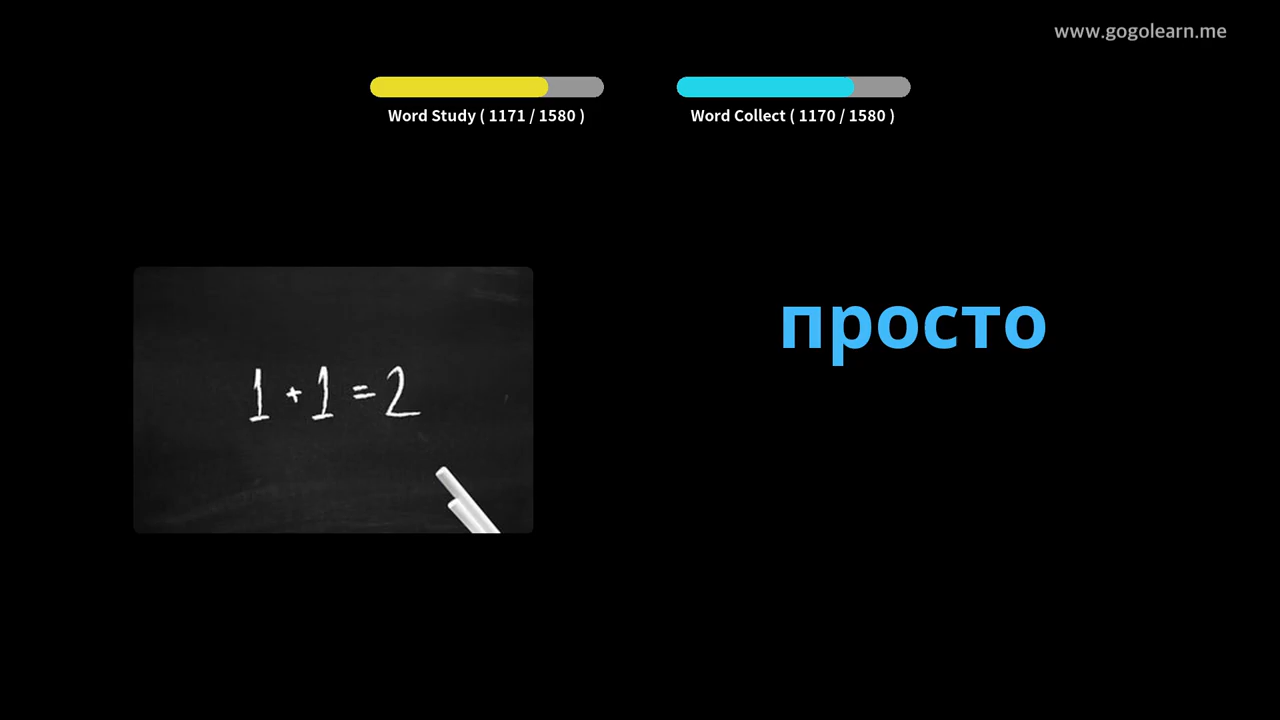 www.gogolearn.me
Word Study ( 1171 / 1580 )
Word Collect ( 1170 / 1580 )
1 + 1 = 2
просто